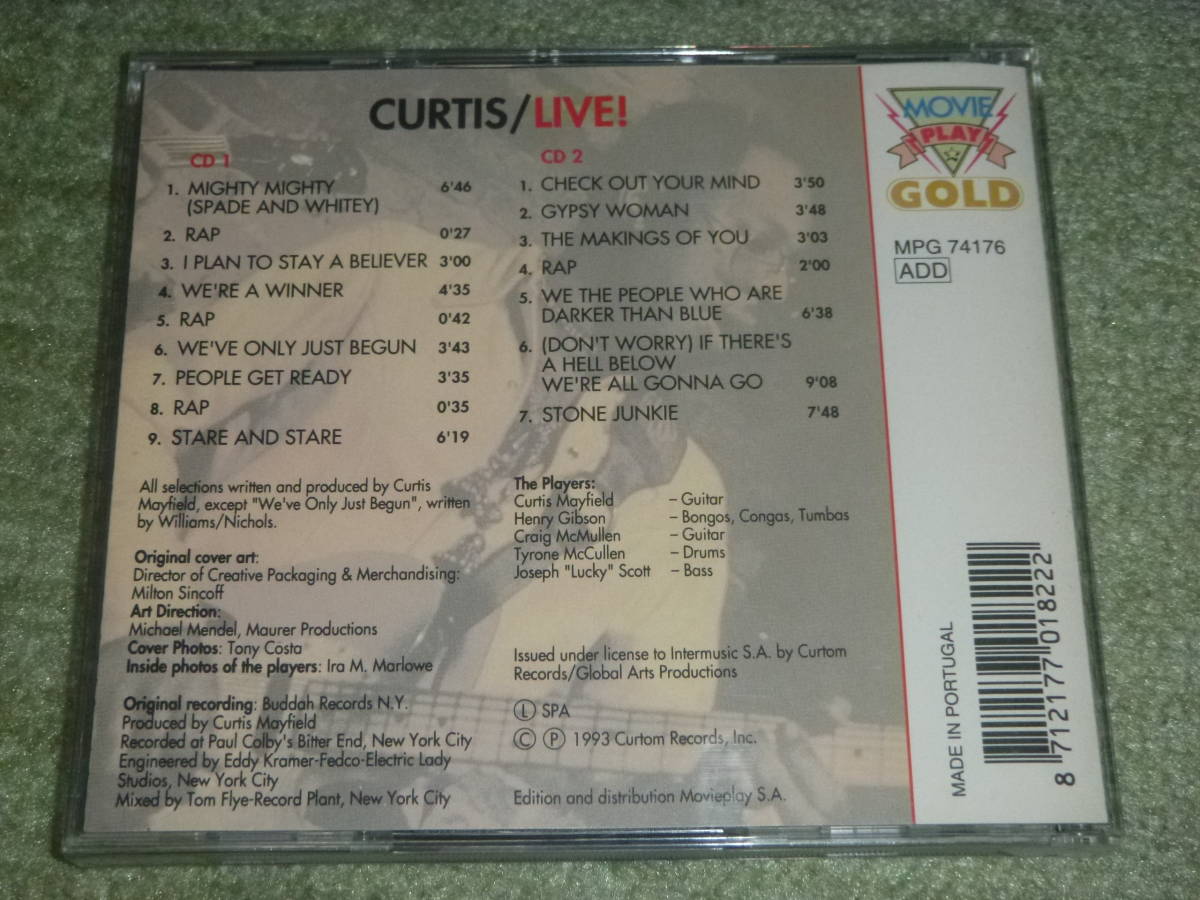 CURTIS/LIVE!
CD 1
1. MIGHTY MIGHTY 6'46
(SPADE AND WHITEY)
2. RAP 0'27
3. I PLAN TO STAY A BELIEVER 3'00
4. WE'RE A WINNER 4'35
5. RAP 0'42
6. WE'VE ONLY JUST BEGUN 3'43
7. PEOPLE GET READY 3'35
8. RAP 0'35
9. STARE AND STARE 6'19
CD 2
1. CHECK OUT YOUR MIND 3'50
2. GYPSY WOMAN 3'48
3. THE MAKINGS OF YOU 3'03
4. RAP 2'00
5. WE THE PEOPLE WHO ARE
DARKER THAN BLUE 6'38
6. (DON'T WORRY) IF THERE'S
A HELL BELOW
WE'RE ALL GONNA GO 9'08
7. STONE JUNKIE 7'48
All selections written and produced by Curtis
Mayfield, except "We've Only Just Begun", written
by Williams/Nichols.
Original cover art:
Director of Creative Packaging & Merchandising:
Milton Sincoff
Art Direction:
Michael Mendel, Maurer Productions
Cover Photos: Tony Costa
Inside photos of the players: Ira M. Marlowe
Original recording: Buddah Records N.Y.
Produced by Curtis Mayfield
Recorded at Paul Colby's Bitter End, New York City
Engineered by Eddy Kramer-Fedco-Electric Lady
Studios, New York City
Mixed by Tom Flye-Record Plant, New York City
The Players:
Curtis Mayfield – Guitar
Henry Gibson – Bongos, Congas, Tumbas
Craig McMullen – Guitar
Tyrone McCullen – Drums
Joseph "Lucky" Scott – Bass
Issued under license to Intermusic S.A. by Curtom
Records/Global Arts Productions
Ⓛ SPA
© ℗ 1993 Curtom Records, Inc.
Edition and distribution Movieplay S.A.
MOVIE
PLAY
GOLD
MPG 74176
ADD
MADE IN PORTUGAL
8 712177 018222